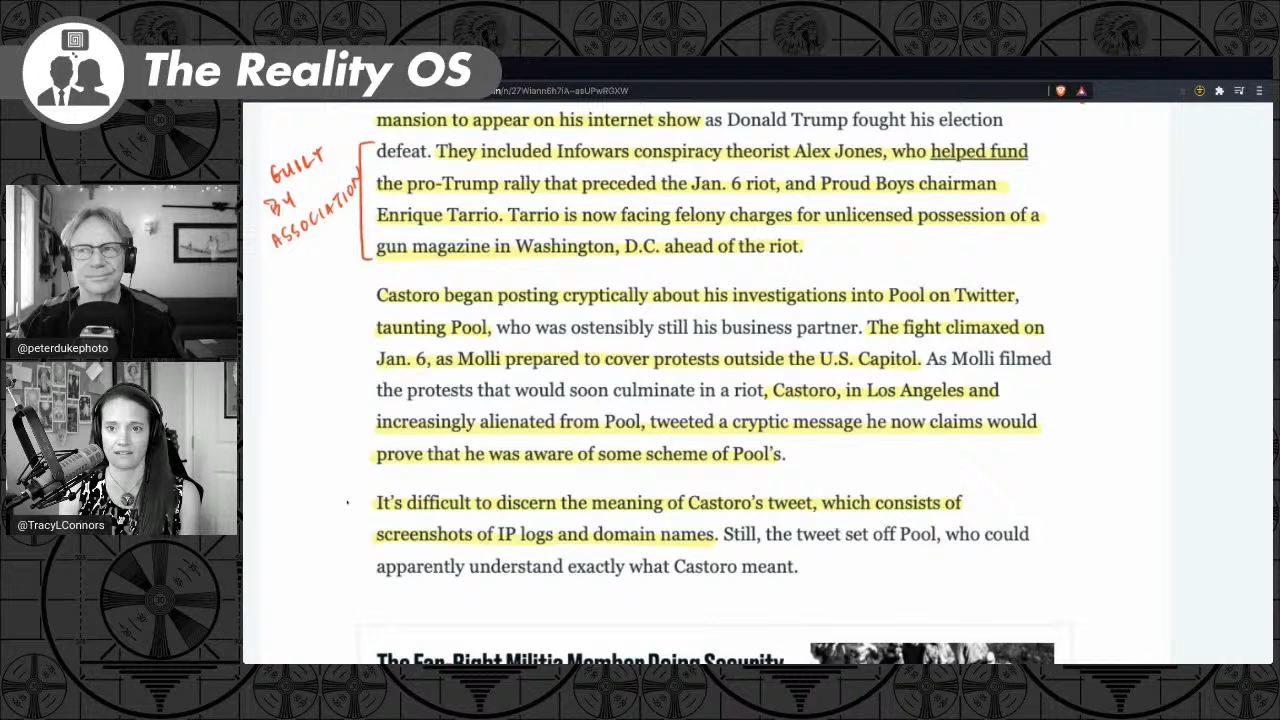 The Reality OS
n/n/27Wiann6h7iA–asUPwRGXW
mansion to appear on his internet show as Donald Trump fought his election
defeat. They included Infowars conspiracy theorist Alex Jones, who helped fund
the pro-Trump rally that preceded the Jan. 6 riot, and Proud Boys chairman
Enrique Tarrio. Tarrio is now facing felony charges for unlicensed possession of a
gun magazine in Washington, D.C. ahead of the riot.
GUILT
BY
ASSOCIATION
Castoro began posting cryptically about his investigations into Pool on Twitter,
taunting Pool, who was ostensibly still his business partner. The fight climaxed on
Jan. 6, as Molli prepared to cover protests outside the U.S. Capitol. As Molli filmed
the protests that would soon culminate in a riot, Castoro, in Los Angeles and
increasingly alienated from Pool, tweeted a cryptic message he now claims would
prove that he was aware of some scheme of Pool’s.
It’s difficult to discern the meaning of Castoro’s tweet, which consists of
screenshots of IP logs and domain names. Still, the tweet set off Pool, who could
apparently understand exactly what Castoro meant.
The Far-Right Militia Member Doing Security
@peterdukephoto
@TracyLConnors